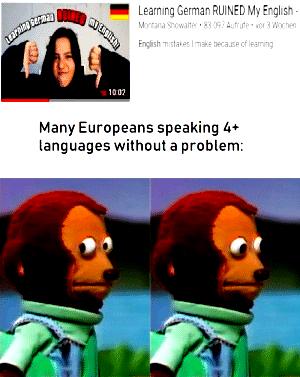 Learning German RUINED My English!
10:02
Learning German RUINED My English -
Montana Showalter • 83.097 Aufrufe • vor 3 Wochen
English mistakes I make because of learning
Many Europeans speaking 4+
languages without a problem: